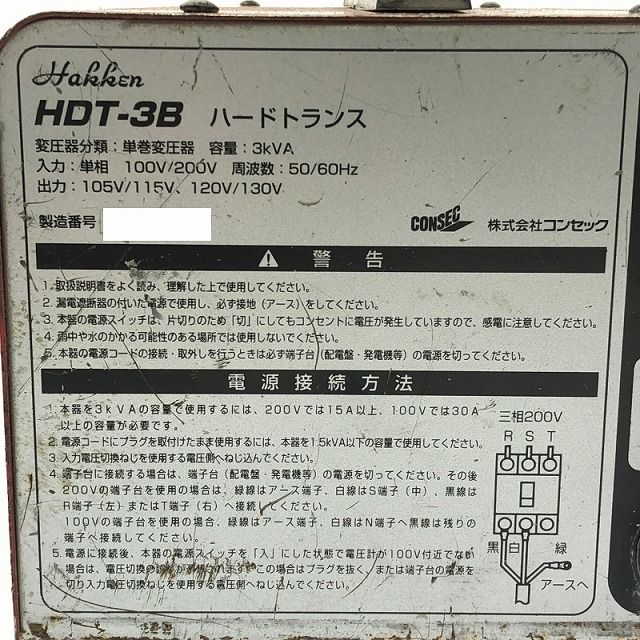 Hakken
HDT-3B ハードトランス
変圧器分類：単巻変圧器 容量：3kVA
入力：単相 100V/200V 周波数：50/60Hz
出力：105V/115V、120V/130V
製造番号
CONSEC 株式会社コンセック
警告
1. 取扱説明書をよく読み、理解した上で使用してください。
2. 漏電遮断器の付いた電源で使用し、必ず接地（アース）をしてください。
3. 本器の電源スイッチは、片切りのため「切」にしてもコンセントに電圧が発生していますので、感電に注意してください。
4. 雨中や水のかかる可能性のある場所では使用しないでください。
5. 本器の電源コードの接続・取外しを行うときは必ず端子台（配電盤・発電機等）の電源を切ってください。
電源接続方法
1. 本器を3kVAの容量で使用するには、200Vでは15A以上、100Vでは30A
以上の容量が必要です。
2. 電源コードにプラグを取付けたまま使用するには、本器を1.5kVA以下の容量で使用してください。
3. 入力電圧切換ねじを使用する電圧側へねじ込んでください。
4. 端子台に接続する場合は、端子台（配電盤・発電機等）の電源を切ってください。その後
200Vの端子台を使用の場合は、緑線はアース端子、白線はS端子（中）、黒線は
R端子（左）またはT端子（右）へ接続してください。
100Vの端子台を使用の場合、緑線はアース端子、白線はN端子へ黒線は残りの
端子へ接続してください。
5. 電源に接続後、本器の電源スイッチを「入」にした状態で電圧計が100V付近でない
場合は、電圧切換の誤りが考えられます。この場合はプラグを抜く、または端子台の電源を
切り入力電圧切換ねじを使用する電圧側へねじ込んでください。
三相200V
R S T
黒 白 緑
アースへ